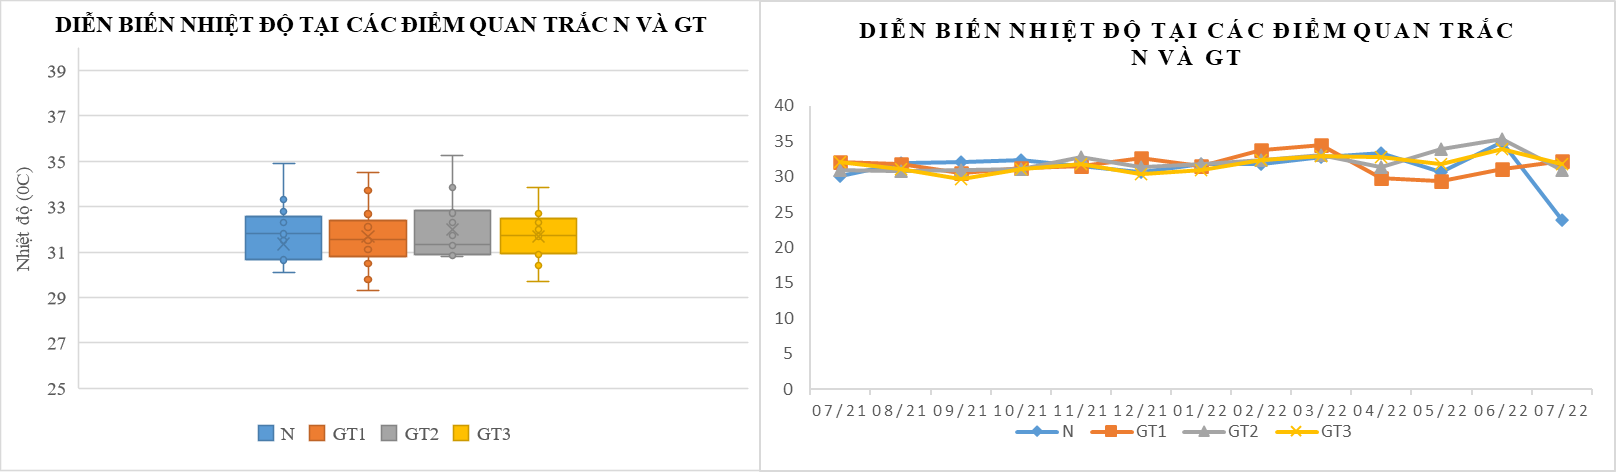 DIỄN BIẾN NHIỆT ĐỘ TẠI CÁC ĐIỂM QUAN TRẮC N VÀ GT
Nhiệt độ (0C)
39
37
35
33
31
29
27
25
N GT1 GT2 GT3
DIỄN BIẾN NHIỆT ĐỘ TẠI CÁC ĐIỂM QUAN TRẮC
N VÀ GT
40
35
30
25
20
15
10
5
0
07/21 08/21 09/21 10/21 11/21 12/21 01/22 02/22 03/22 04/22 05/22 06/22 07/22
N GT1 GT2 GT3